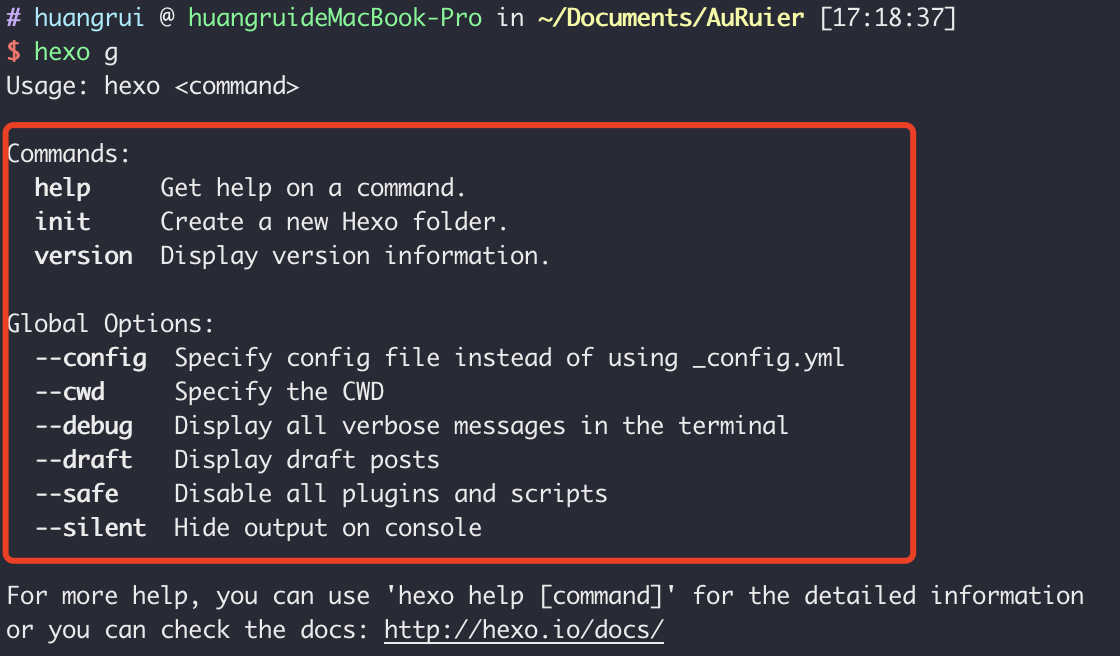 # huangrui @ huangruideMacBook-Pro in ~/Documents/AuRuier [17:18:37]
$ hexo g
Usage: hexo <command>
Commands:
help Get help on a command.
init Create a new Hexo folder.
version Display version information.
Global Options:
--config Specify config file instead of using _config.yml
--cwd Specify the CWD
--debug Display all verbose messages in the terminal
--draft Display draft posts
--safe Disable all plugins and scripts
--silent Hide output on console
For more help, you can use 'hexo help [command]' for the detailed information
or you can check the docs: http://hexo.io/docs/